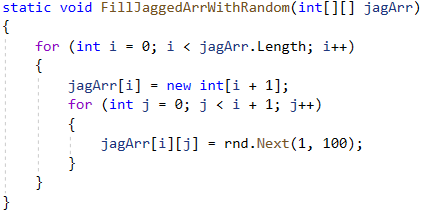 static void FillJaggedArrWithRandom(int[][] jagArr)
{
    for (int i = 0; i < jagArr.Length; i++)
    {
        jagArr[i] = new int[i + 1];
        for (int j = 0; j < i + 1; j++)
        {
            jagArr[i][j] = rnd.Next(1, 100);
        }
    }
}